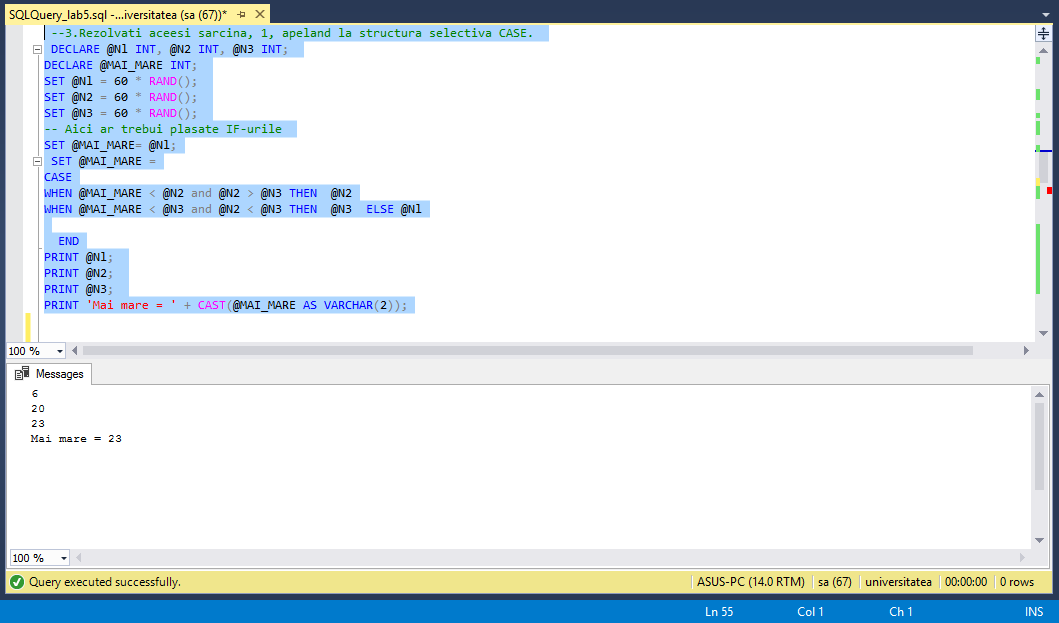 SQLQuery_lab5.sql -...iversitatea (sa (67))*
--3.Rezolvati aceesi sarcina, 1, apeland la structura selectiva CASE.
DECLARE @Nl INT, @N2 INT, @N3 INT;
DECLARE @MAI_MARE INT;
SET @Nl = 60 * RAND();
SET @N2 = 60 * RAND();
SET @N3 = 60 * RAND();
-- Aici ar trebui plasate IF-urile
SET @MAI_MARE= @Nl;
SET @MAI_MARE =
CASE
WHEN @MAI_MARE < @N2 and @N2 > @N3 THEN @N2
WHEN @MAI_MARE < @N3 and @N2 < @N3 THEN @N3 ELSE @Nl
END
PRINT @Nl;
PRINT @N2;
PRINT @N3;
PRINT 'Mai mare = ' + CAST(@MAI_MARE AS VARCHAR(2));
100 %
Messages
6
20
23
Mai mare = 23
100 %
Query executed successfully. ASUS-PC (14.0 RTM) sa (67) universitatea 00:00:00 0 rows
Ln 55 Col 1 Ch 1 INS